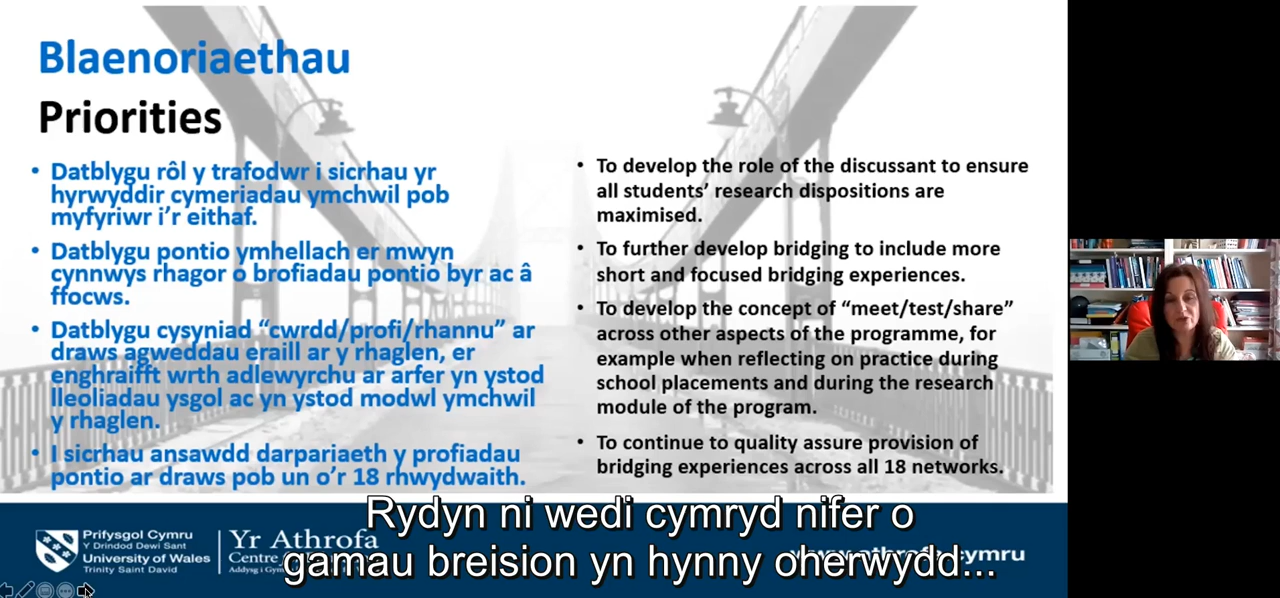 Blaenoriaethau
Priorities
• Datblygu rôl y trafodwr i sicrhau yr
hyrwyddir cymeriadau ymchwil pob
myfyriwr i'r eithaf.
• Datblygu pontio ymhellach er mwyn
cynnwys rhagor o brofiadau pontio byr ac â
ffocws.
• Datblygu cysyniad “cwrdd/profi/rhannu” ar
draws agweddau eraill ar y rhaglen, er
enghraifft wrth adlewyrchu ar arfer yn ystod
lleoliadau ysgol ac yn ystod modwl ymchwil
y rhaglen.
• I sicrhau ansawdd darpariaeth y profiadau
pontio ar draws pob un o'r 18 rhwydwaith.
• To develop the role of the discussant to ensure
all students’ research dispositions are
maximised.
• To further develop bridging to include more
short and focused bridging experiences.
• To develop the concept of “meet/test/share”
across other aspects of the programme, for
example when reflecting on practice during
school placements and during the research
module of the program.
• To continue to quality assure provision of
bridging experiences across all 18 networks.
Prifysgol Cymru
Y Drindod Dewi Sant
University of Wales
Trinity Saint David
Yr Athrofa
Centre
Addysg i
cymru
Rydyn ni wedi cymryd nifer o
gamau breision yn hynny oherwydd...